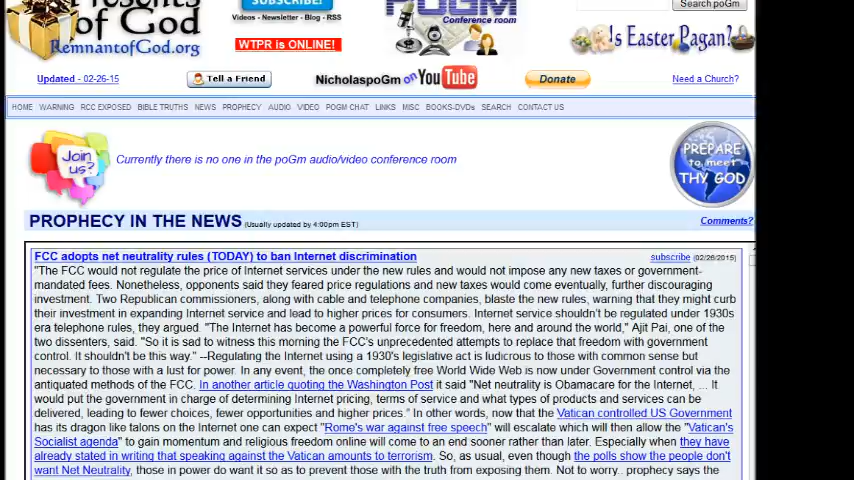 SUBSCRIBE!
of God
RemnantofGod.org
Videos - Newsletter - Blog - RSS
WTPR is ONLINE!
PoGM
Conference room
Search poGm
Is Easter Pagan?
Updated - 02-26-15
Tell a Friend
NicholaspoGm on YouTube
Donate
Need a Church?
HOME WARNING RCC EXPOSED BIBLE TRUTHS NEWS PROPHECY AUDIO VIDEO POGM CHAT LINKS MISC BOOKS-DVDs SEARCH CONTACT US
Join us?
Currently there is no one in the poGm audio/video conference room
PREPARE
to meet
THY GOD
PROPHECY IN THE NEWS (Usually updated by 4:00pm EST)
Comments?
FCC adopts net neutrality rules (TODAY) to ban Internet discrimination
subscribe (02/26/2015)
"The FCC would not regulate the price of Internet services under the new rules and would not impose any new taxes or government-
mandated fees. Nonetheless, opponents said they feared price regulations and new taxes would come eventually, further discouraging
investment. Two Republican commissioners, along with cable and telephone companies, blaste the new rules, warning that they might curb
their investment in expanding Internet service and lead to higher prices for consumers. Internet service shouldn't be regulated under 1930s
era telephone rules, they argued. "The Internet has become a powerful force for freedom, here and around the world," Ajit Pai, one of the
two dissenters, said. "So it is sad to witness this morning the FCC's unprecedented attempts to replace that freedom with government
control. It shouldn't be this way." --Regulating the Internet using a 1930's legislative act is ludicrous to those with common sense but
necessary to those with a lust for power. In any event, the once completely free World Wide Web is now under Government control via the
antiquated methods of the FCC. In another article quoting the Washington Post it said "Net neutrality is Obamacare for the Internet, ... It
would put the government in charge of determining Internet pricing, terms of service and what types of products and services can be
delivered, leading to fewer choices, fewer opportunities and higher prices." In other words, now that the Vatican controlled US Government
has its dragon like talons on the Internet one can expect "Rome's war against free speech" will escalate which will then allow the "Vatican's
Socialist agenda" to gain momentum and religious freedom online will come to an end sooner rather than later. Especially when they have
already stated in writing that speaking against the Vatican amounts to terrorism. So, as usual, even though the polls show the people don't
want Net Neutrality, those in power do want it so as to prevent those with the truth from exposing them. Not to worry.. prophecy says the